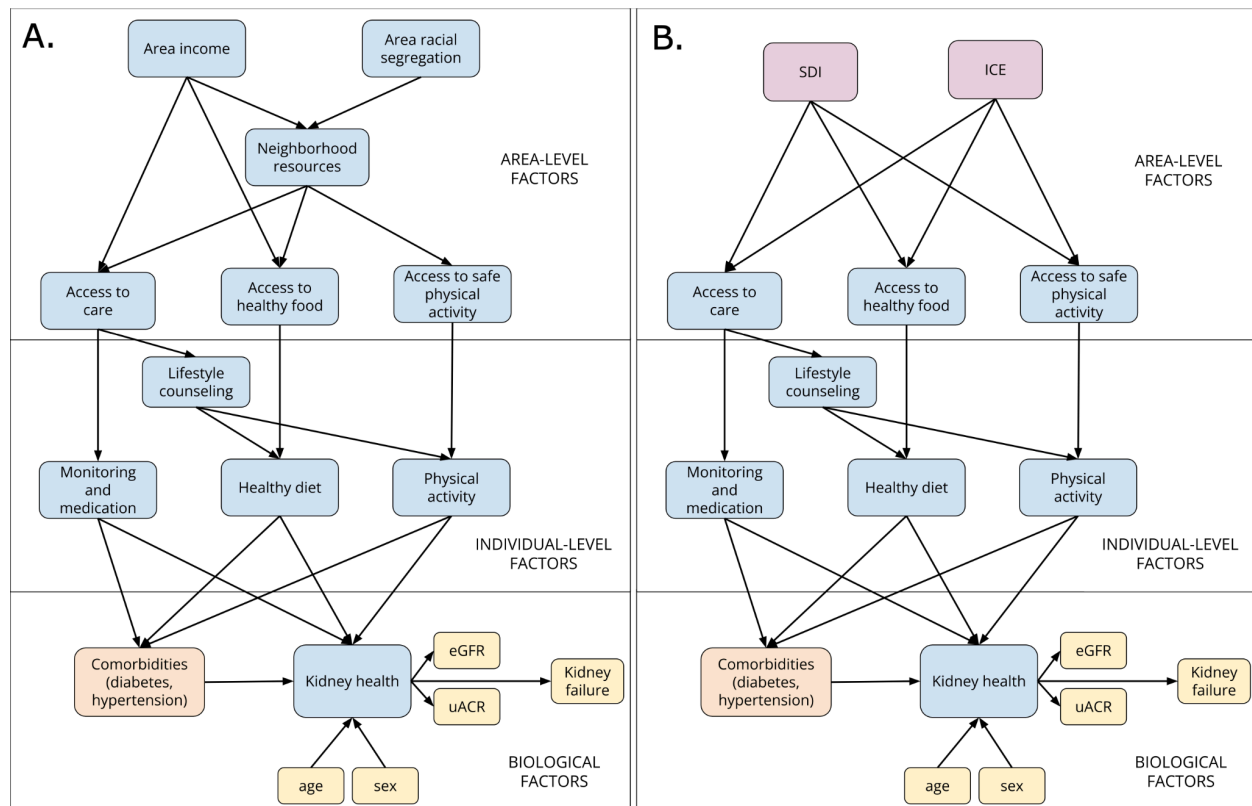 A.
Area income
Area racial
segregation
Neighborhood
resources
AREA-LEVEL
FACTORS
Access to
care
Access to
healthy food
Access to safe
physical
activity
Lifestyle
counseling
Monitoring
and
medication
Healthy diet
Physical
activity
INDIVIDUAL-LEVEL
FACTORS
Comorbidities
(diabetes,
hypertension)
Kidney health
eGFR
uACR
Kidney
failure
age
sex
BIOLOGICAL
FACTORS
B.
SDI
ICE
AREA-LEVEL
FACTORS
Access to
care
Access to
healthy food
Access to safe
physical
activity
Lifestyle
counseling
Monitoring
and
medication
Healthy diet
Physical
activity
INDIVIDUAL-LEVEL
FACTORS
Comorbidities
(diabetes,
hypertension)
Kidney health
eGFR
uACR
Kidney
failure
age
sex
BIOLOGICAL
FACTORS